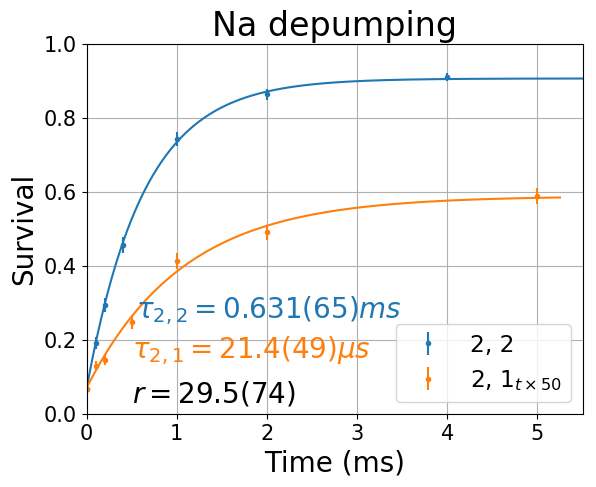 Na depumping
Survival
1.0
0.8
0.6
0.4
0.2
0.0
τ2,2 = 0.631(65)ms
τ2,1 = 21.4(49)μs
r = 29.5(74)
2, 2
2, 1t×50
0 1 2 3 4 5
Time (ms)